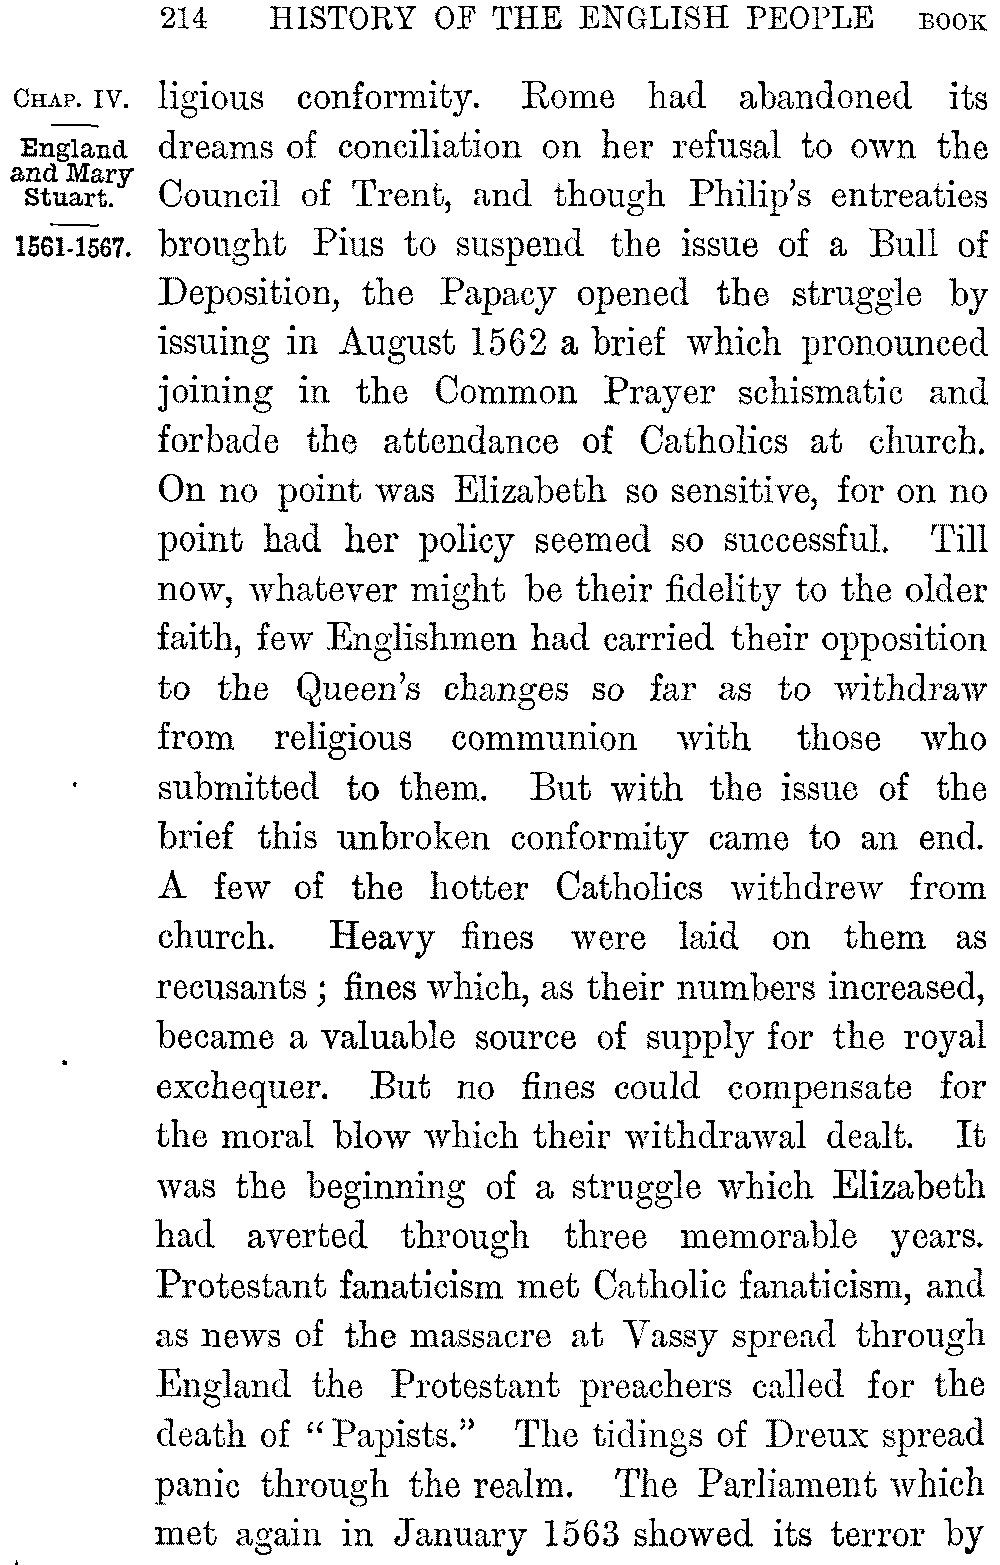 214 HISTORY OF THE ENGLISH PEOPLE BOOK
CHAP. IV.
England
and Mary
Stuart.
1561-1567.
ligious conformity. Rome had abandoned its
dreams of conciliation on her refusal to own the
Council of Trent, and though Philip's entreaties
brought Pius to suspend the issue of a Bull of
Deposition, the Papacy opened the struggle by
issuing in August 1562 a brief which pronounced
joining in the Common Prayer schismatic and
forbade the attendance of Catholics at church.
On no point was Elizabeth so sensitive, for on no
point had her policy seemed so successful. Till
now, whatever might be their fidelity to the older
faith, few Englishmen had carried their opposition
to the Queen's changes so far as to withdraw
from religious communion with those who
submitted to them. But with the issue of the
brief this unbroken conformity came to an end.
A few of the hotter Catholics withdrew from
church. Heavy fines were laid on them as
recusants ; fines which, as their numbers increased,
became a valuable source of supply for the royal
exchequer. But no fines could compensate for
the moral blow which their withdrawal dealt. It
was the beginning of a struggle which Elizabeth
had averted through three memorable years.
Protestant fanaticism met Catholic fanaticism, and
as news of the massacre at Vassy spread through
England the Protestant preachers called for the
death of "Papists." The tidings of Dreux spread
panic through the realm. The Parliament which
met again in January 1563 showed its terror by